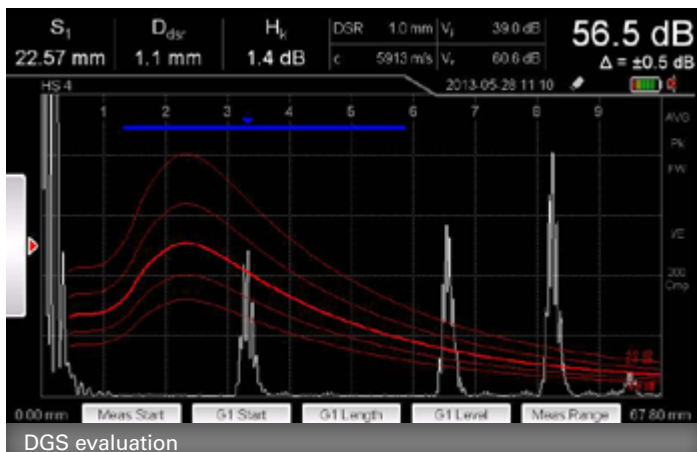 S1 Ddsr Hk DSR 1.0 mm Vj 39.0 dB 56.5 dB
22.57 mm 1.1 mm 1.4 dB c 5913 m/s Vr 60.6 dB Δ = ±0.5 dB
HS 4 2013-05-28 11:10
1 2 3 4 5 6 7 8 9
AVG
Pk
FW
I/E
200
Cmp
0.00 mm Meas Start G1 Start G1 Length G1 Level Meas Range 67.80 mm
DGS evaluation